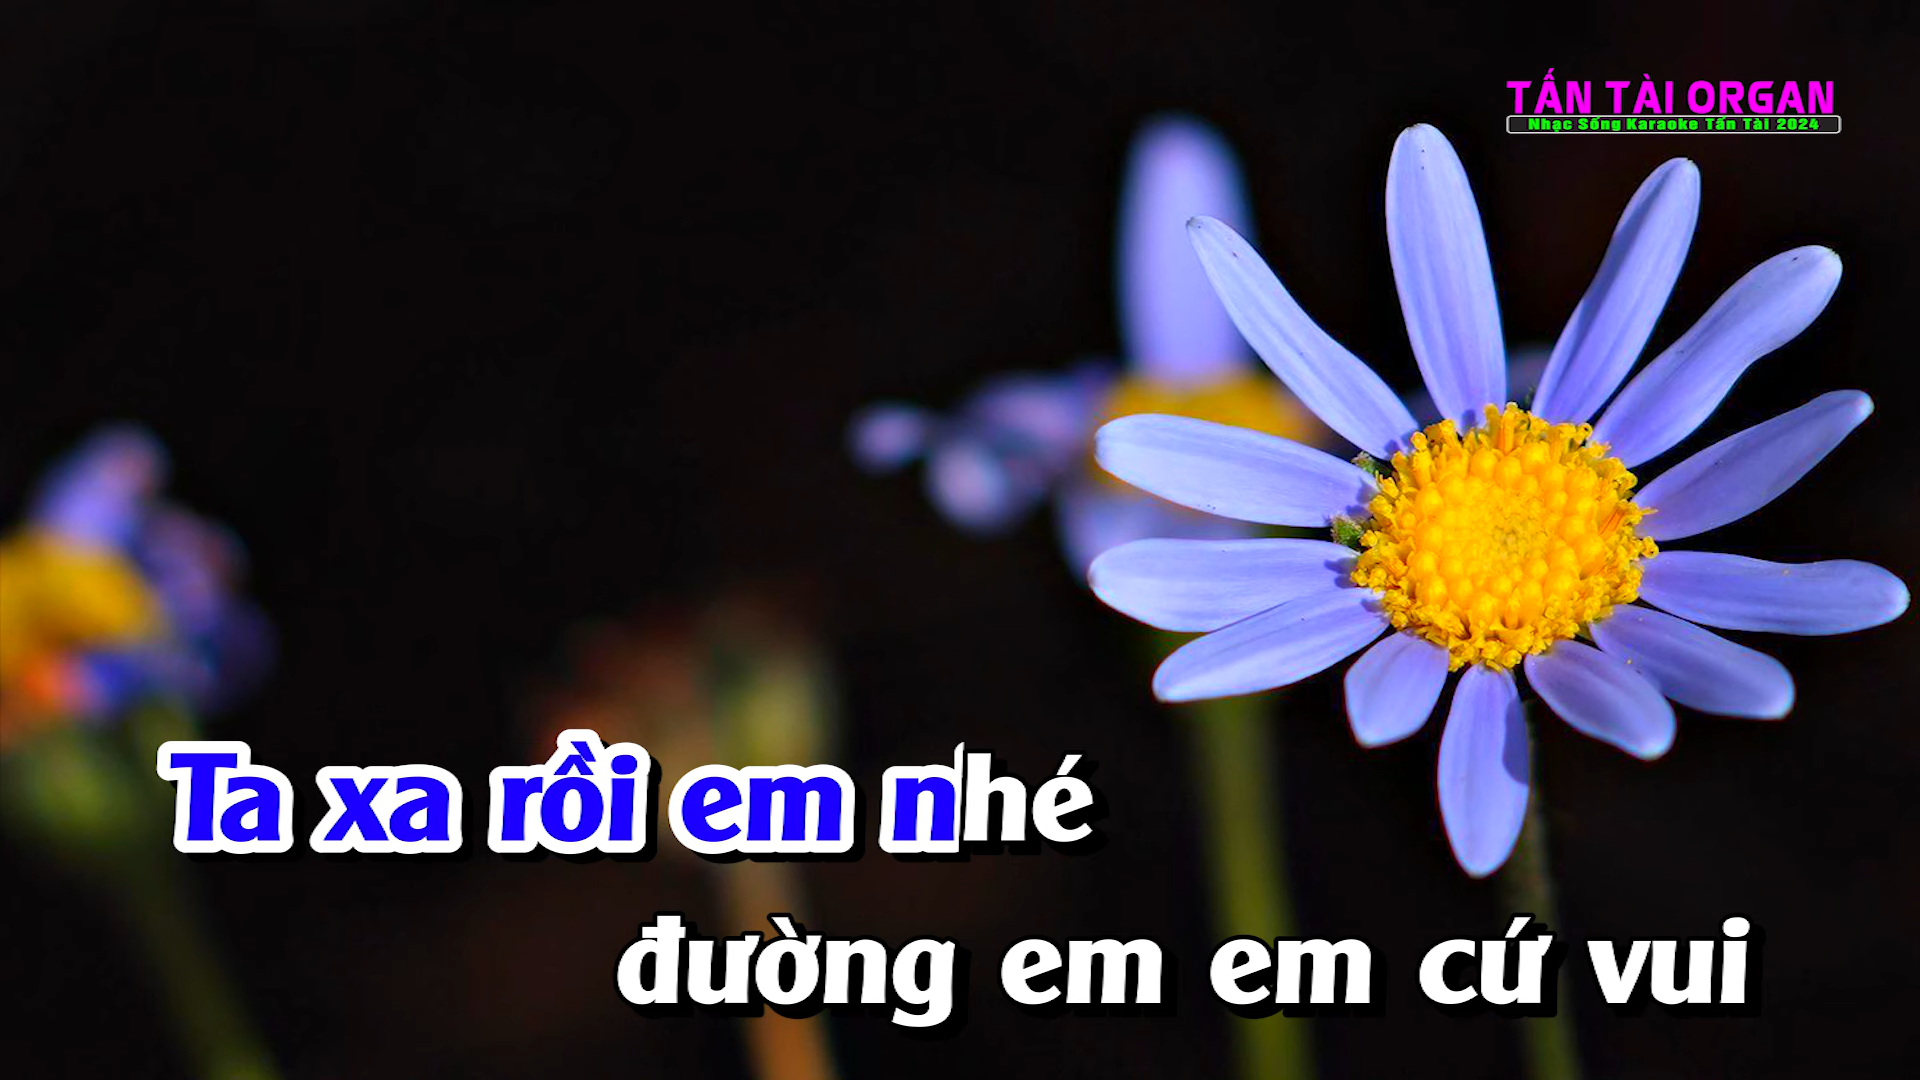 TẤN TÀI ORGAN
Nhạc Sống Karaoke Tấn Tài 2024
Ta xa rồi em nhé
đường em em cứ vui